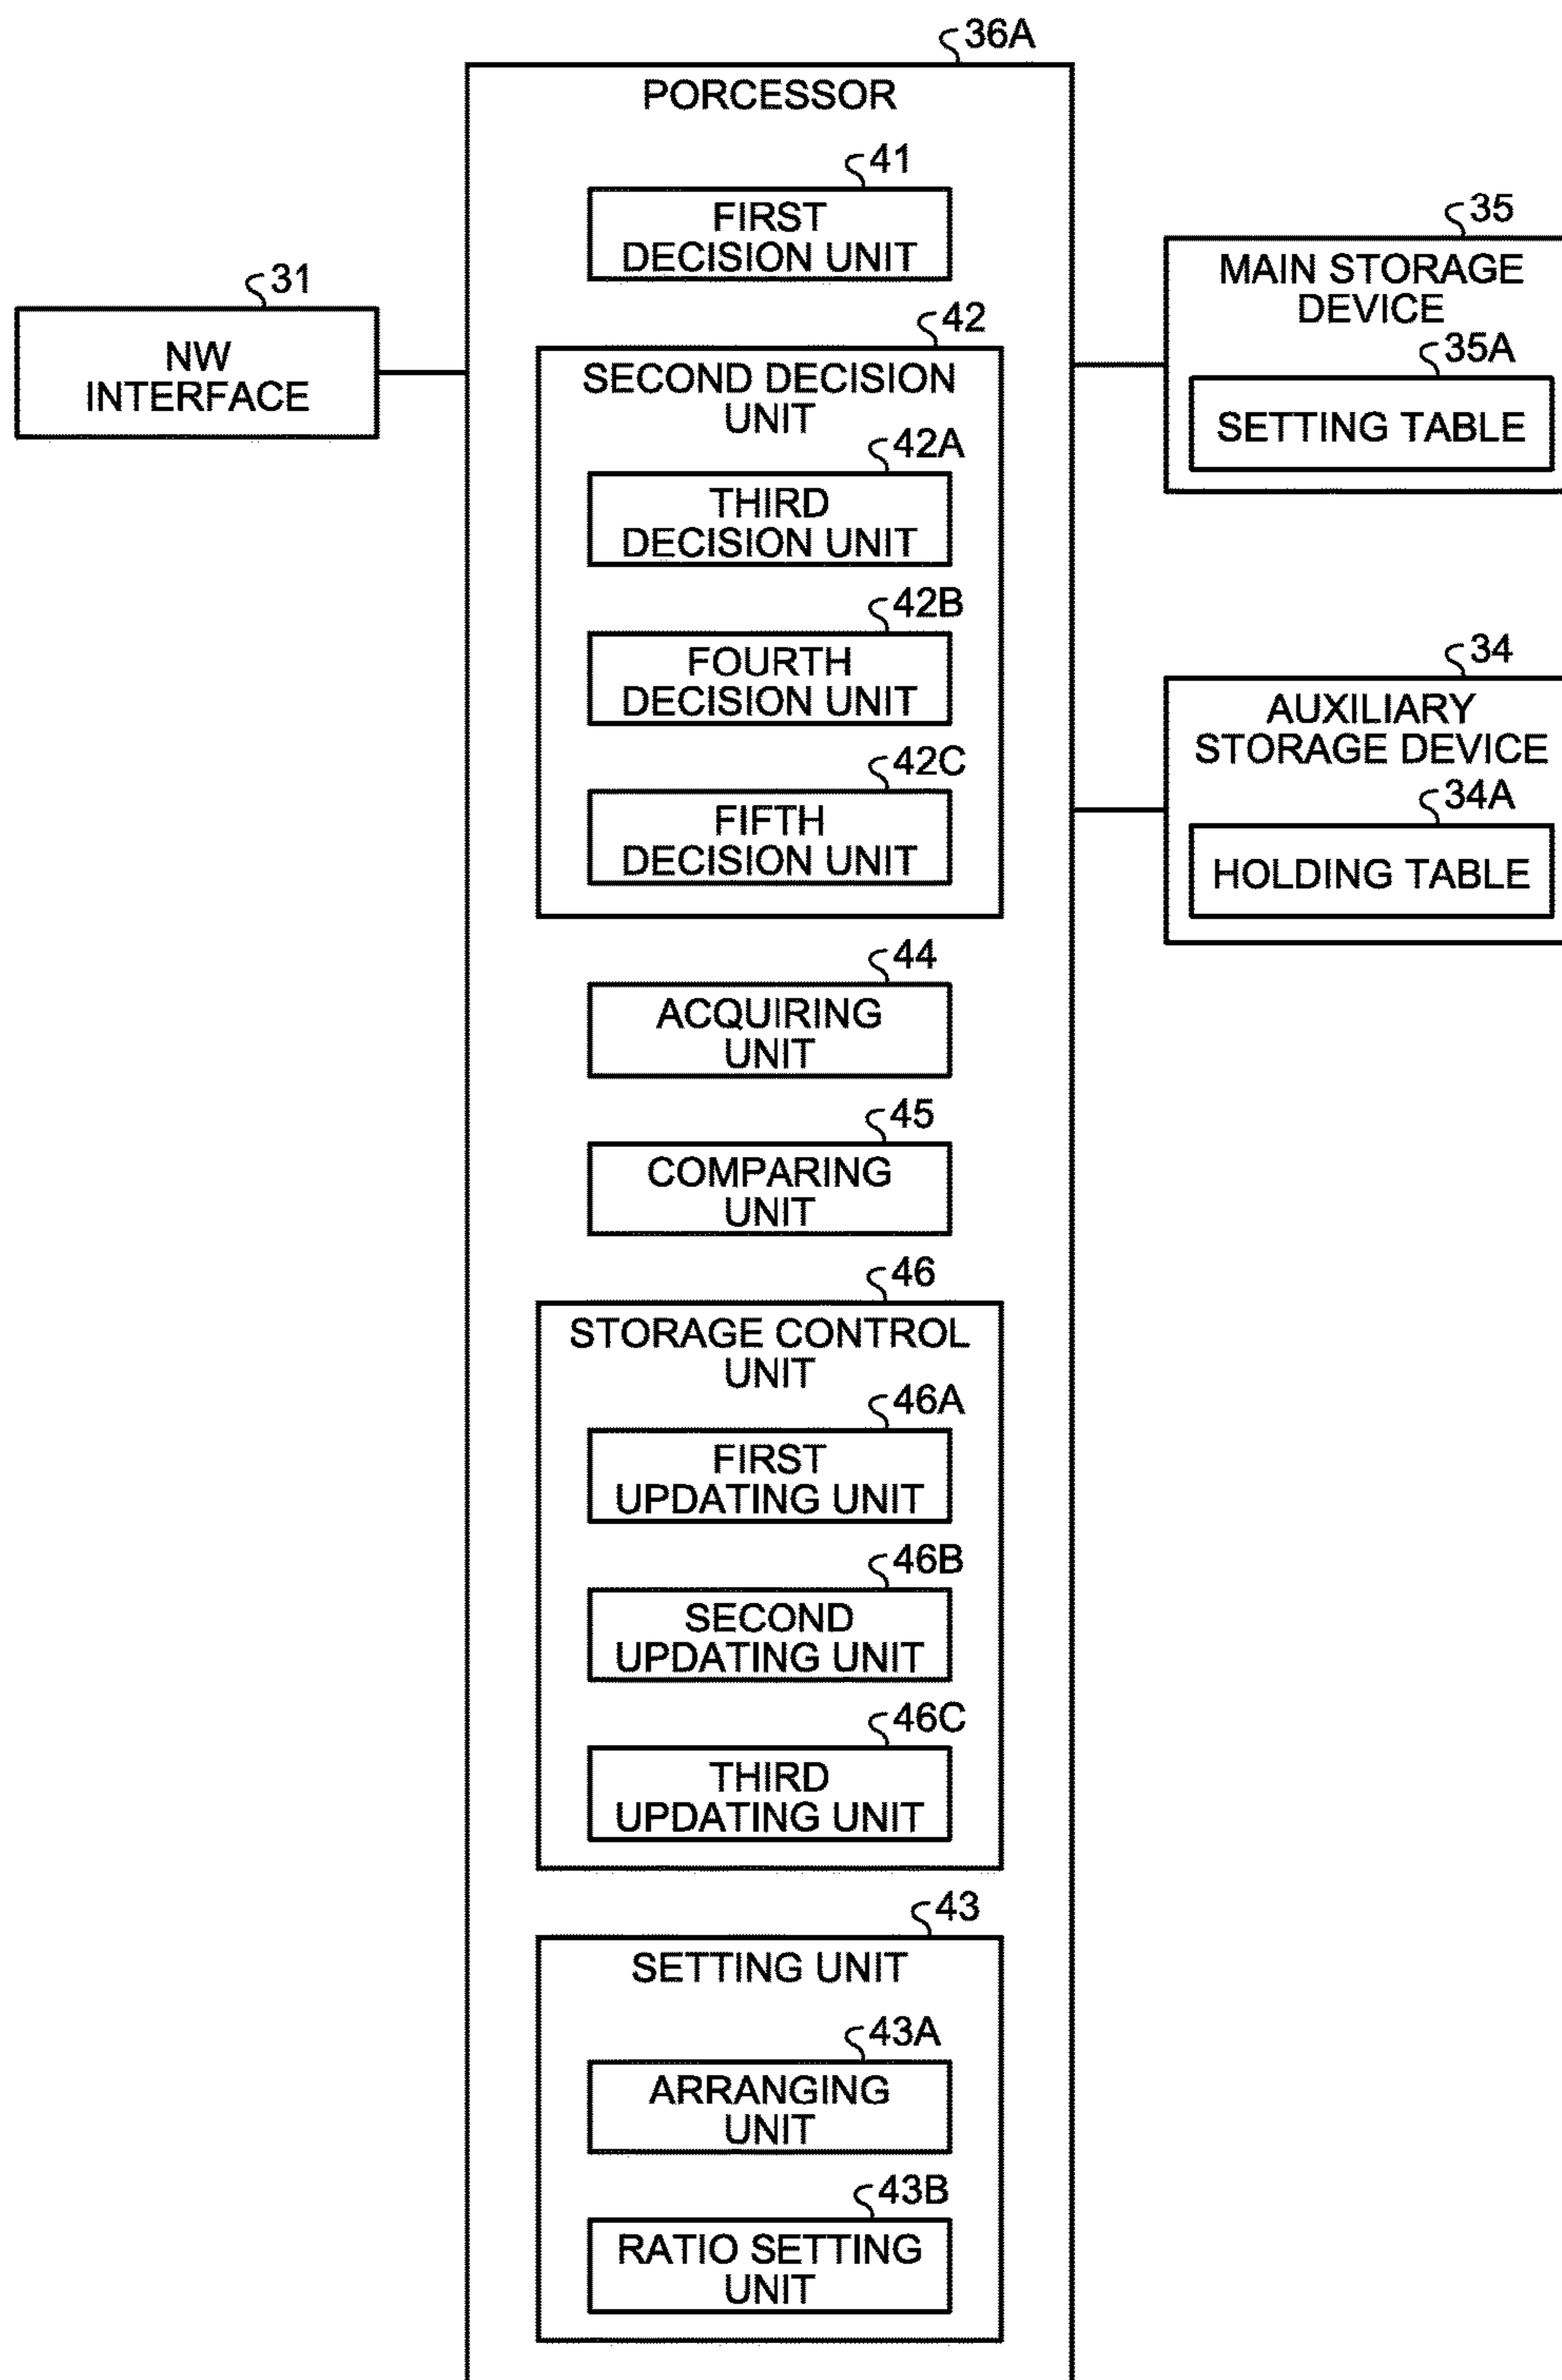 36A
PORCESSOR
41
FIRST
DECISION UNIT
31
NW
INTERFACE
42
SECOND DECISION
UNIT
42A
THIRD
DECISION UNIT
42B
FOURTH
DECISION UNIT
42C
FIFTH
DECISION UNIT
44
ACQUIRING
UNIT
45
COMPARING
UNIT
46
STORAGE CONTROL
UNIT
46A
FIRST
UPDATING UNIT
46B
SECOND
UPDATING UNIT
46C
THIRD
UPDATING UNIT
43
SETTING UNIT
43A
ARRANGING
UNIT
43B
RATIO SETTING
UNIT
35
MAIN STORAGE
DEVICE
35A
SETTING TABLE
34
AUXILIARY
STORAGE DEVICE
34A
HOLDING TABLE